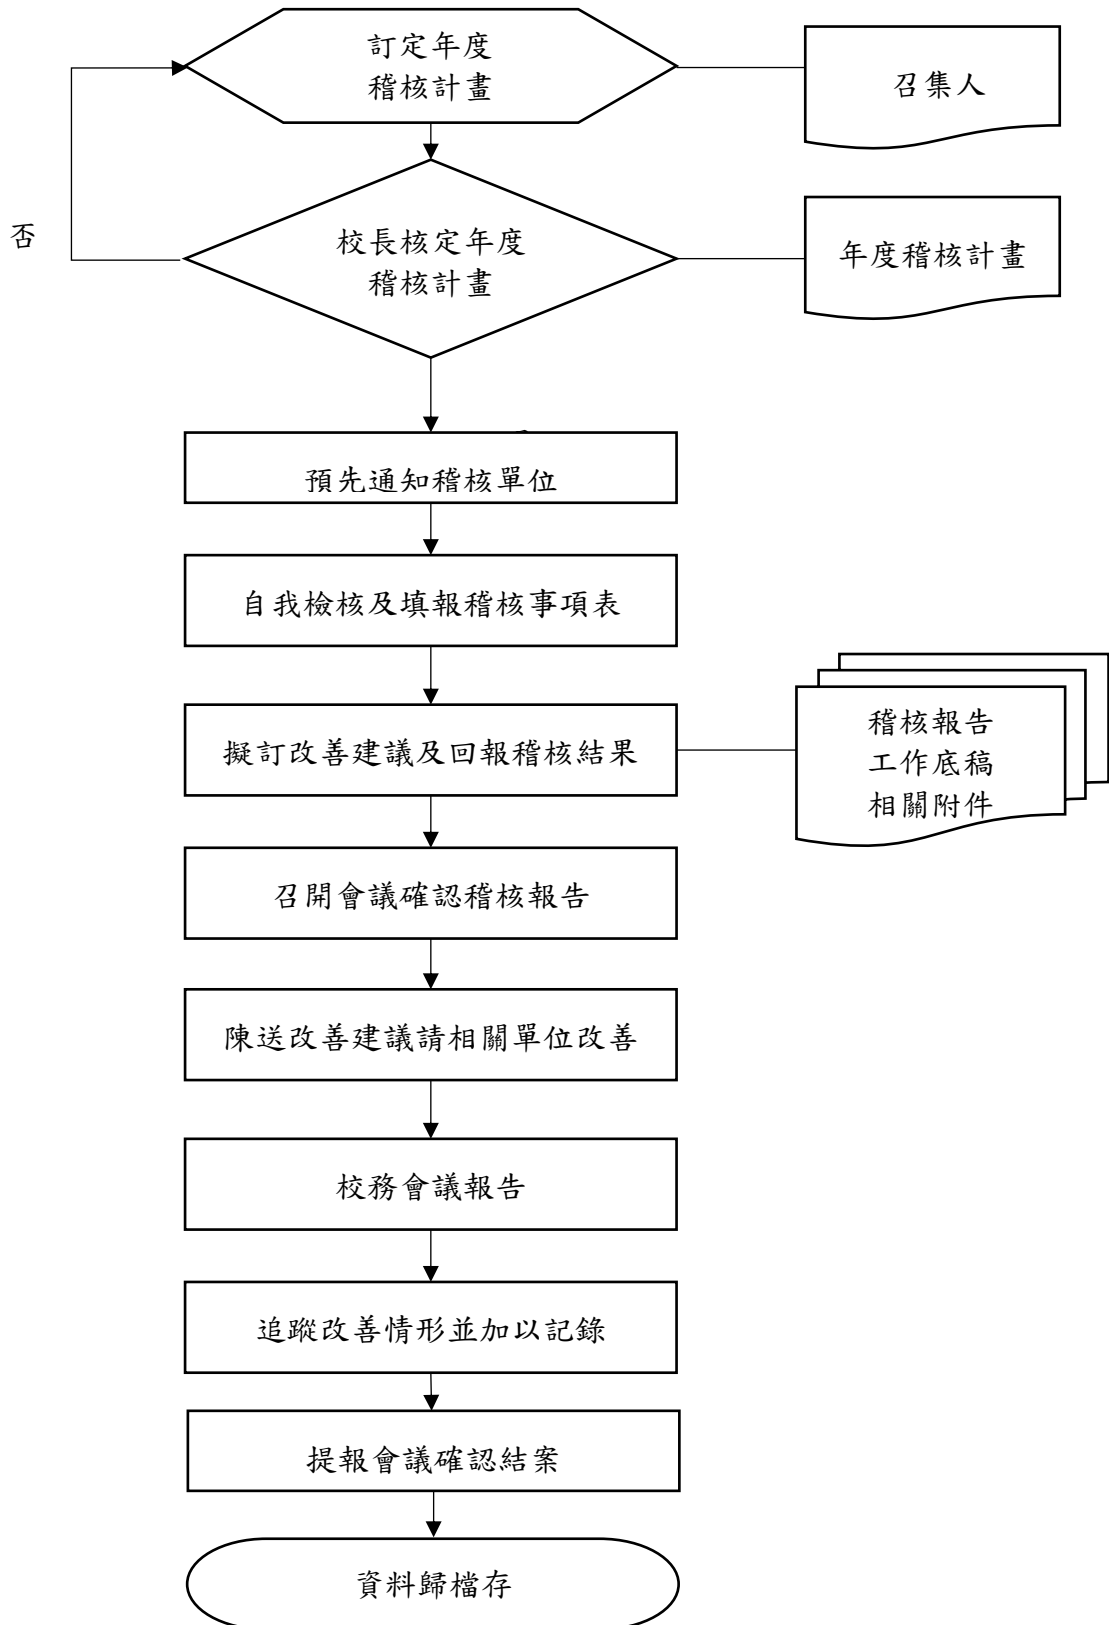 訂定年度
稽核計畫
召集人
否
校長核定年度
稽核計畫
年度稽核計畫
預先通知稽核單位
自我檢核及填報稽核事項表
擬訂改善建議及回報稽核結果
稽核報告
工作底稿
相關附件
召開會議確認稽核報告
陳送改善建議請相關單位改善
校務會議報告
追蹤改善情形並加以記錄
提報會議確認結案
資料歸檔存